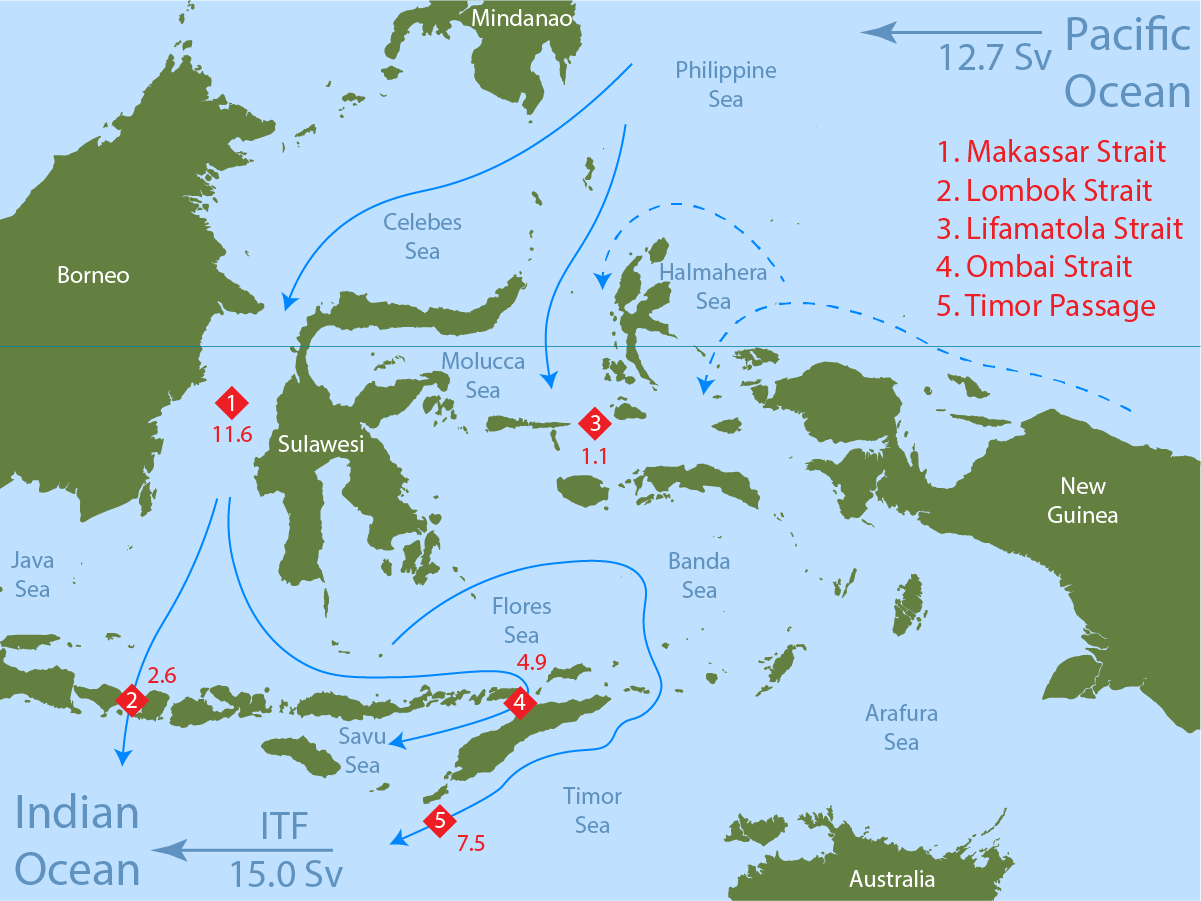 Mindanao
Pacific
Ocean
12.7 Sv
Philippine
Sea
1. Makassar Strait
2. Lombok Strait
3. Lifamatola Strait
4. Ombai Strait
5. Timor Passage
Celebes
Sea
Borneo
Halmahera
Sea
Molucca
Sea
1
11.6
3
1.1
Sulawesi
New
Guinea
Java
Sea
Banda
Sea
Flores
Sea
2.6
2
4.9
4
Savu
Sea
Arafura
Sea
Timor
Sea
5
7.5
Indian
Ocean
ITF
15.0 Sv
Australia